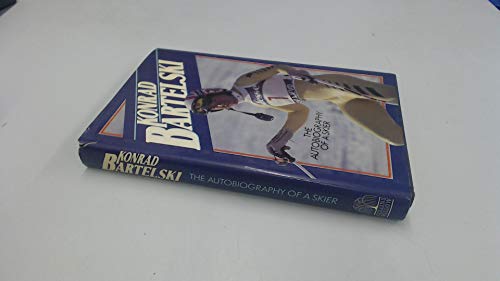 KONRAD
BARTELSKI
THE
AUTOBIOGRAPHY
OF A SKIER
KONRAD
BARTELSKI
THE AUTOBIOGRAPHY OF A SKIER